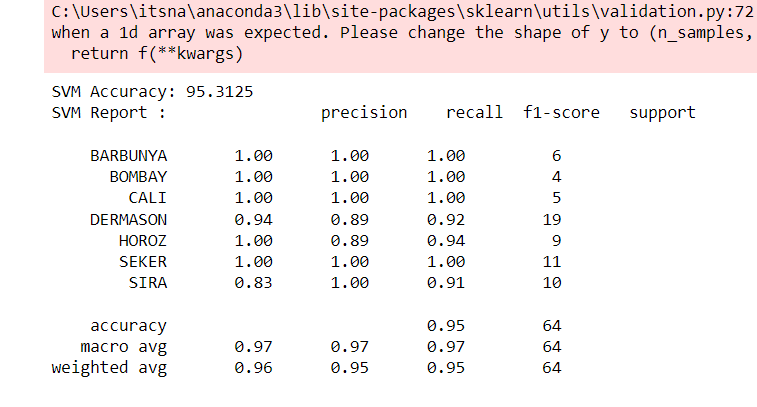 C:\Users\itsna\anaconda3\lib\site-packages\sklearn\utils\validation.py:72
when a 1d array was expected. Please change the shape of y to (n_samples,
return f(**kwargs)
SVM Accuracy: 95.3125
SVM Report : precision recall f1-score support
BARBUNYA 1.00 1.00 1.00 6
BOMBAY 1.00 1.00 1.00 4
CALI 1.00 1.00 1.00 5
DERMASON 0.94 0.89 0.92 19
HOROZ 1.00 0.89 0.94 9
SEKER 1.00 1.00 1.00 11
SIRA 0.83 1.00 0.91 10
accuracy 0.95 64
macro avg 0.97 0.97 0.97 64
weighted avg 0.96 0.95 0.95 64